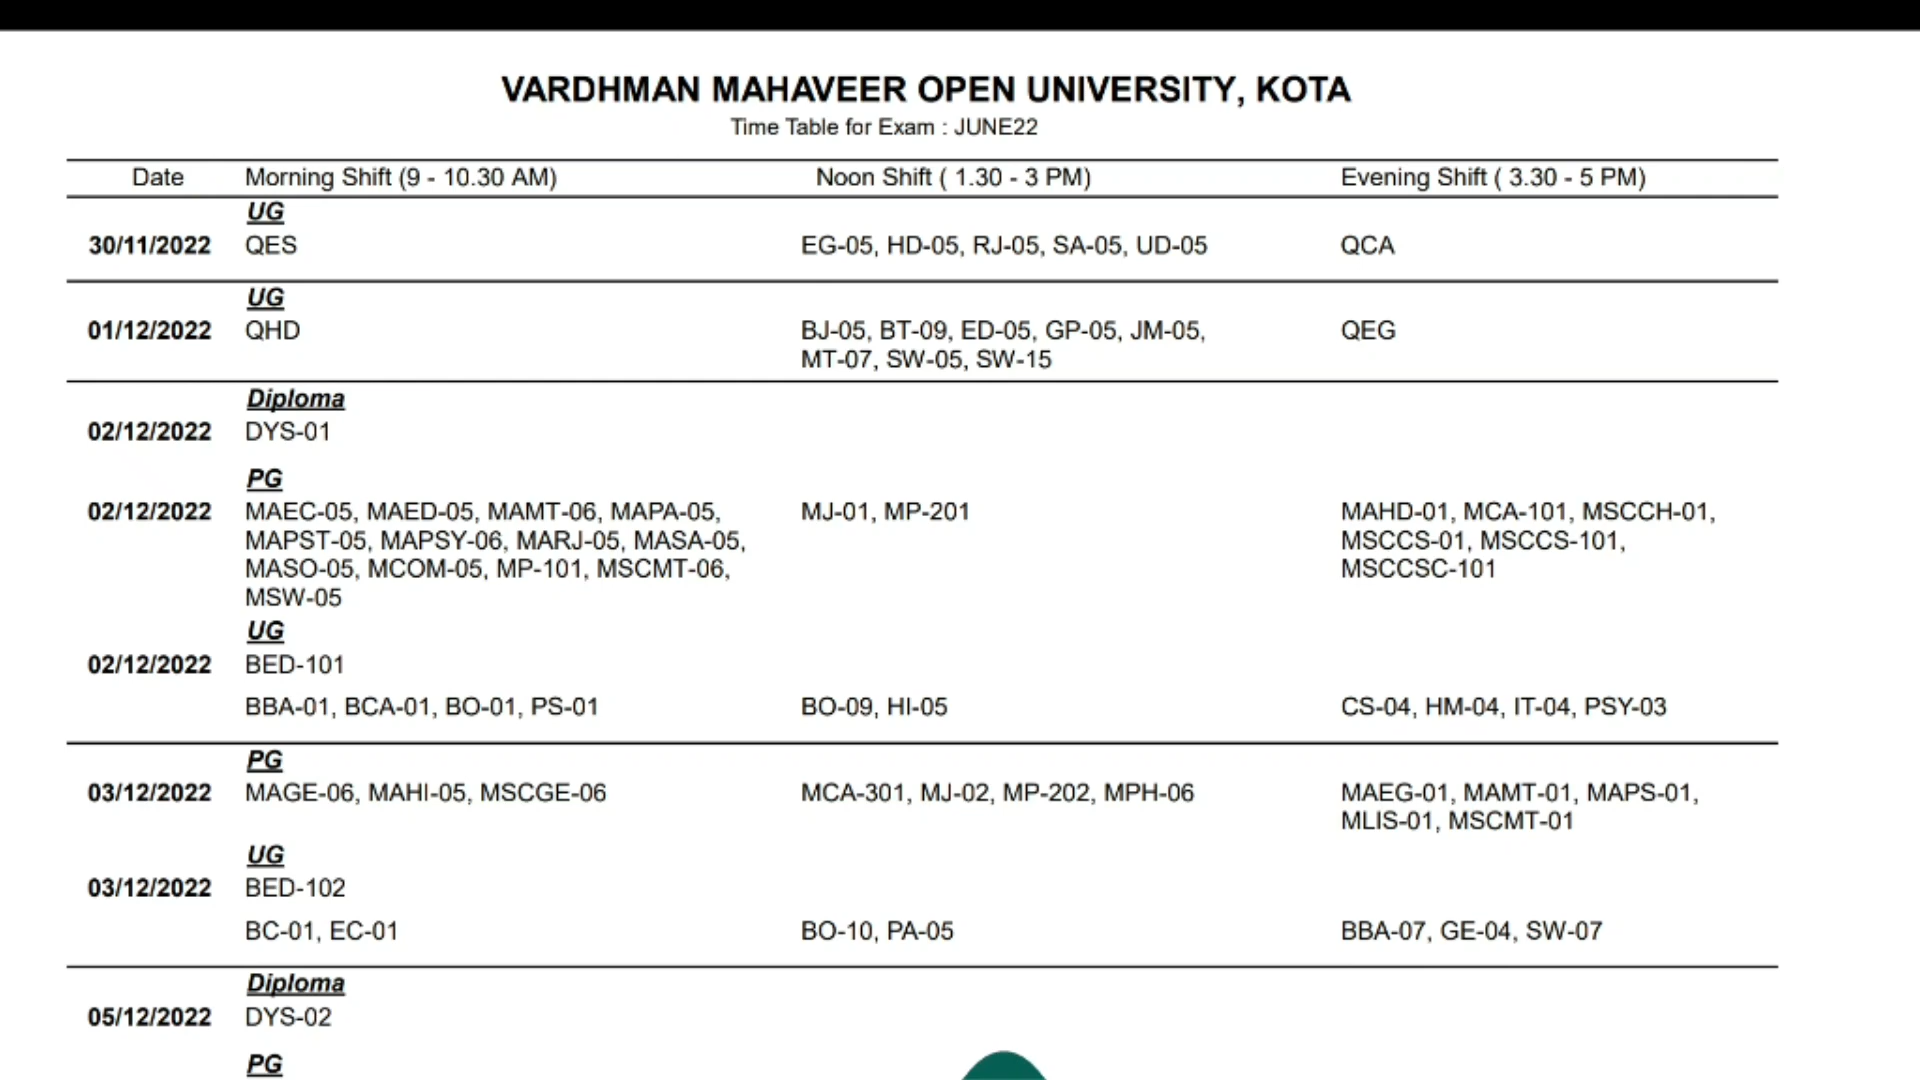 VARDHMAN MAHAVEER OPEN UNIVERSITY, KOTA
Time Table for Exam : JUNE22
Date Morning Shift (9 - 10.30 AM) Noon Shift ( 1.30 - 3 PM) Evening Shift ( 3.30 - 5 PM)
UG
30/11/2022 QES EG-05, HD-05, RJ-05, SA-05, UD-05 QCA
UG
01/12/2022 QHD BJ-05, BT-09, ED-05, GP-05, JM-05, QEG
MT-07, SW-05, SW-15
Diploma
02/12/2022 DYS-01
PG
02/12/2022 MAEC-05, MAED-05, MAMT-06, MAPA-05, MJ-01, MP-201 MAHD-01, MCA-101, MSCCH-01,
MAPST-05, MAPSY-06, MARJ-05, MASA-05, MSCCS-01, MSCCS-101,
MASO-05, MCOM-05, MP-101, MSCMT-06, MSCCSC-101
MSW-05
UG
02/12/2022 BED-101
BBA-01, BCA-01, BO-01, PS-01 BO-09, HI-05 CS-04, HM-04, IT-04, PSY-03
PG
03/12/2022 MAGE-06, MAHI-05, MSCGE-06 MCA-301, MJ-02, MP-202, MPH-06 MAEG-01, MAMT-01, MAPS-01,
MLIS-01, MSCMT-01
UG
03/12/2022 BED-102
BC-01, EC-01 BO-10, PA-05 BBA-07, GE-04, SW-07
Diploma
05/12/2022 DYS-02
PG